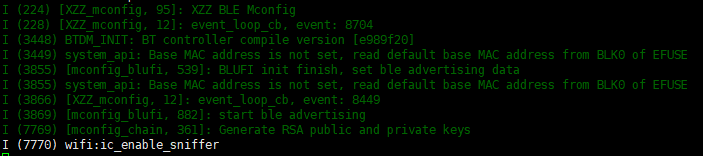 I (224) [XZZ_mconfig, 95]: XZZ BLE Mconfig
I (228) [XZZ_mconfig, 12]: event_loop_cb, event: 8704
I (3448) BTDM_INIT: BT controller compile version [e989f20]
I (3449) system_api: Base MAC address is not set, read default base MAC address from BLK0 of EFUSE
I (3855) [mconfig_blufi, 539]: BLUFI init finish, set ble advertising data
I (3855) system_api: Base MAC address is not set, read default base MAC address from BLK0 of EFUSE
I (3866) [XZZ_mconfig, 12]: event_loop_cb, event: 8449
I (3869) [mconfig_blufi, 882]: start ble advertising
I (7769) [mconfig_chain, 361]: Generate RSA public and private keys
I (7770) wifi:ic_enable_sniffer